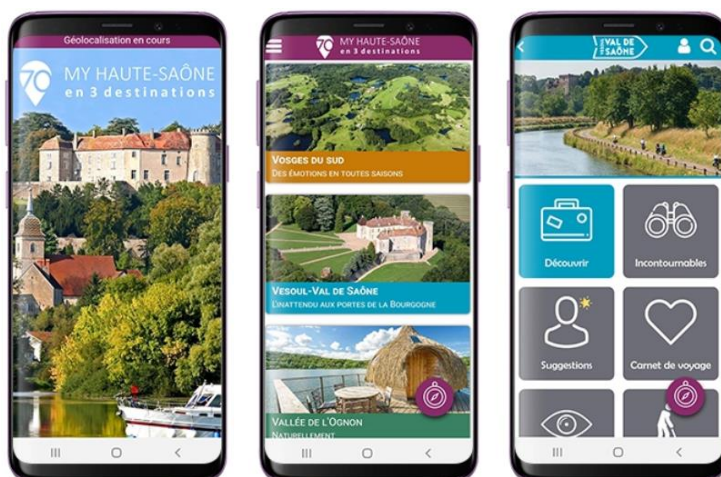 Géolocalisation en cours
70
MY HAUTE-SAÔNE
en 3 destinations
70
MY HAUTE-SAÔNE
en 3 destinations
VOSGES DU SUD
DES ÉMOTIONS EN TOUTES SAISONS
VESOUL-VAL DE SAÔNE
L'INATTENDU AUX PORTES DE LA BOURGOGNE
VALLÉE DE L'OGNON
NATURELLEMENT
VAL DE
SAÔNE
Découvrir
Incontournables
Suggestions
Carnet de voyage